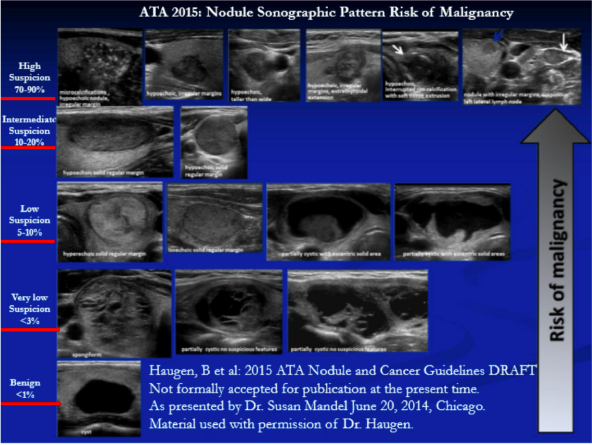 ATA 2015: Nodule Sonographic Pattern Risk of Malignancy
High
Suspicion
70-90%
microcalcifications
hypoechoic nodule,
irregular margin
hypoechoic, irregular margins
hypoechoic,
taller than wide
hypoechoic, irregular
margins, extrathyroidal
extension
hypoechoic,
Interrupted rim calcification
with soft tissue extrusion
nodule with irregular margins, suspicious
left lateral lymph node
Intermediate
Suspicion
10-20%
hypoechoic solid regular margin
hypoechoic solid
regular margin
Low
Suspicion
5-10%
hyperechoic solid regular margin
isoechoic solid regular margin
partially cystic with eccentric solid area
partially cystic with eccentric solid areas
Very low
Suspicion
<3%
spongiform
partially cystic no suspicious features
partially cystic no suspicious features
Benign
<1%
cyst
Risk of malignancy
Haugen, B et al: 2015 ATA Nodule and Cancer Guidelines DRAFT
Not formally accepted for publication at the present time.
As presented by Dr. Susan Mandel June 20, 2014, Chicago.
Material used with permission of Dr. Haugen.